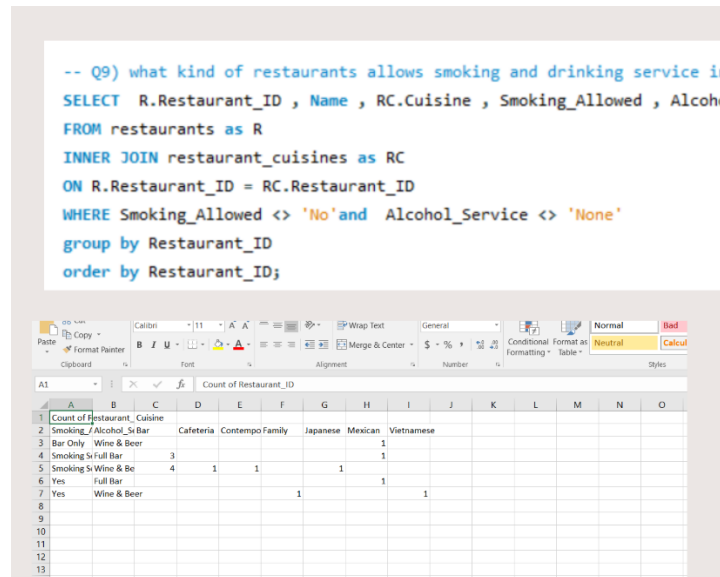 -- Q9) what kind of restaurants allows smoking and drinking service i
SELECT R.Restaurant_ID , Name , RC.Cuisine , Smoking_Allowed , Alcoh
FROM restaurants as R
INNER JOIN restaurant_cuisines as RC
ON R.Restaurant_ID = RC.Restaurant_ID
WHERE Smoking_Allowed <> 'No'and Alcohol_Service <> 'None'
group by Restaurant_ID
order by Restaurant_ID;
Calibri 11 A A Wrap Text General Normal Bad
Paste Copy Format Painter B I U A Merge & Center $ % , Conditional Formatting Format as Table Neutral Calcul
Clipboard Font Alignment Number Styles
A1 fx Count of Restaurant_ID
A B C D E F G H I J K L M N O
1 Count of Restaurant_ Cuisine
2 Smoking_A Alcohol_Se Bar Cafeteria Contempo Family Japanese Mexican Vietnamese
3 Bar Only Wine & Beer 1
4 Smoking Se Full Bar 3 1
5 Smoking Se Wine & Be 4 1 1 1
6 Yes Full Bar 1
7 Yes Wine & Beer 1 1
8
9
10
11
12
13